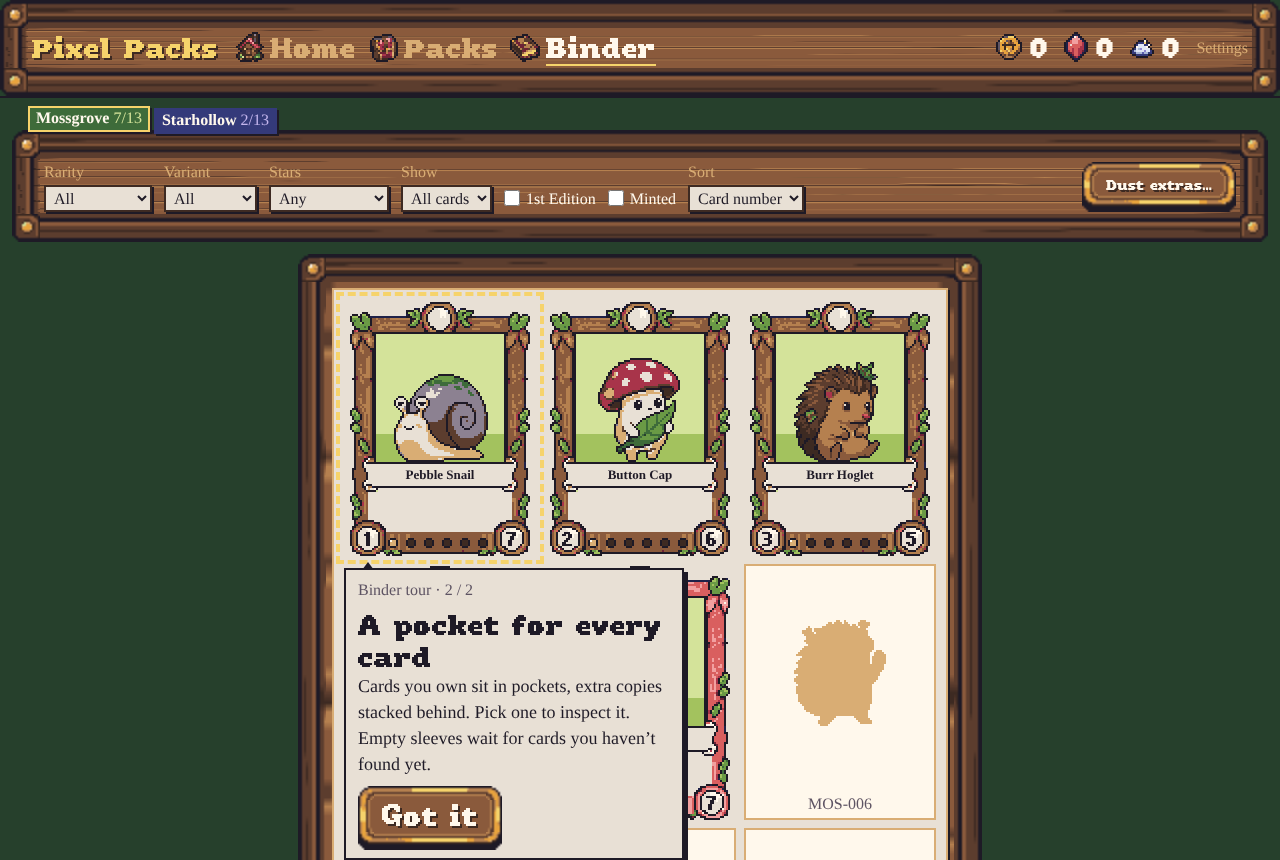 Pixel Packs Home Packs Binder 0 0 0 Settings
Mossgrove 7/13 Starhollow 2/13
Rarity Variant Stars Show Sort
All All Any All cards 1st Edition Minted Card number Dust extras...
Pebble Snail Button Cap Burr Hoglet
1 7 2 6 3 5
Binder tour · 2 / 2
A pocket for every
card
Cards you own sit in pockets, extra copies
stacked behind. Pick one to inspect it.
Empty sleeves wait for cards you haven’t
found yet.
Got it
7
MOS-006